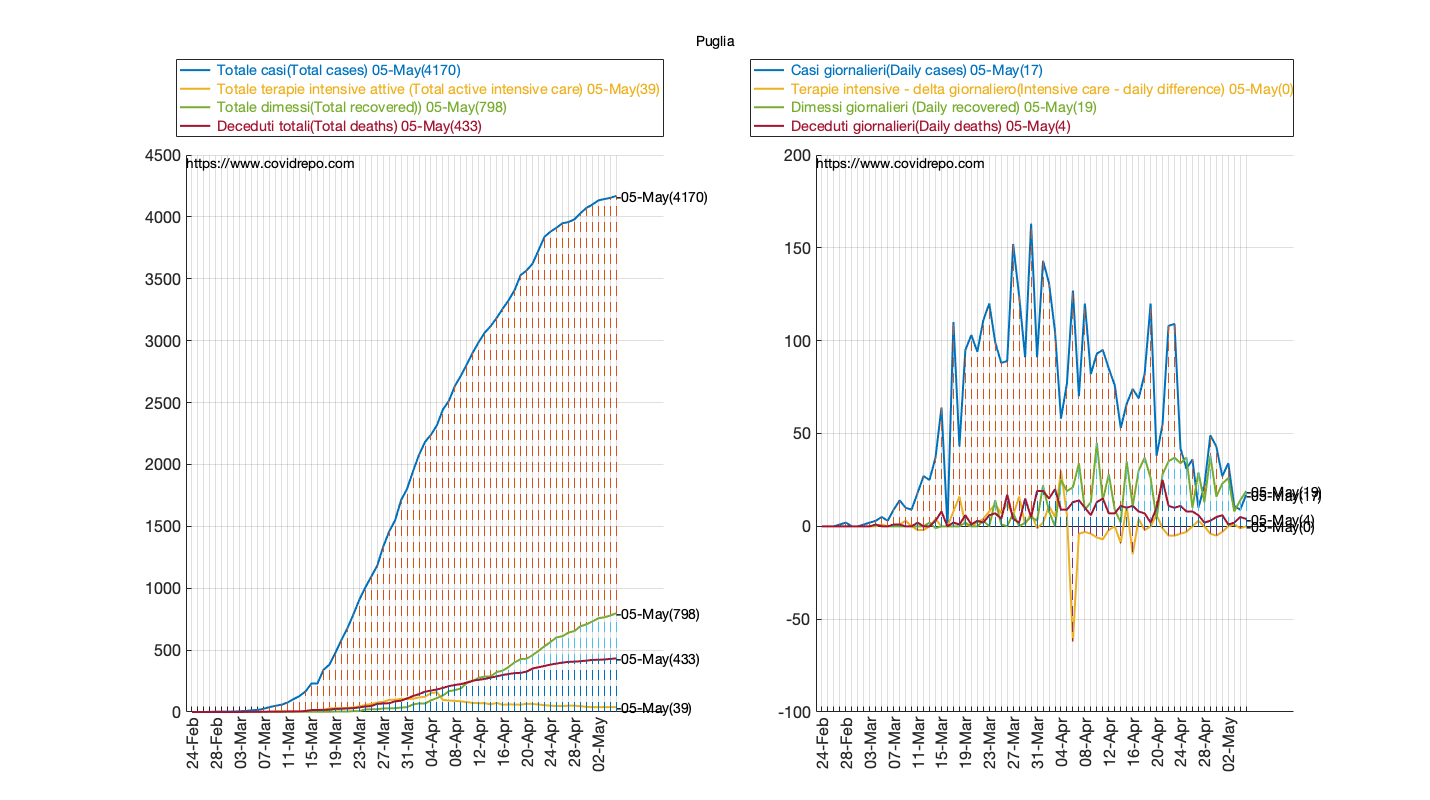 Puglia
Totale casi(Total cases) 05-May(4170)
Totale terapie intensive attive (Total active intensive care) 05-May(39)
Totale dimessi(Total recovered)) 05-May(798)
Deceduti totali(Total deaths) 05-May(433)
https://www.covidrepo.com
4500
4000
3500
3000
2500
2000
1500
1000
500
0
05-May(4170)
05-May(798)
05-May(433)
05-May(39)
24-Feb
28-Feb
03-Mar
07-Mar
11-Mar
15-Mar
19-Mar
23-Mar
27-Mar
31-Mar
04-Apr
08-Apr
12-Apr
16-Apr
20-Apr
24-Apr
28-Apr
02-May
Casi giornalieri(Daily cases) 05-May(17)
Terapie intensive - delta giornaliero(Intensive care - daily difference) 05-May(0)
Dimessi giornalieri (Daily recovered) 05-May(19)
Deceduti giornalieri(Daily deaths) 05-May(4)
https://www.covidrepo.com
200
150
100
50
0
-50
-100
05-May(19)
05-May(17)
05-May(4)
05-May(0)
24-Feb
28-Feb
03-Mar
07-Mar
11-Mar
15-Mar
19-Mar
23-Mar
27-Mar
31-Mar
04-Apr
08-Apr
12-Apr
16-Apr
20-Apr
24-Apr
28-Apr
02-May